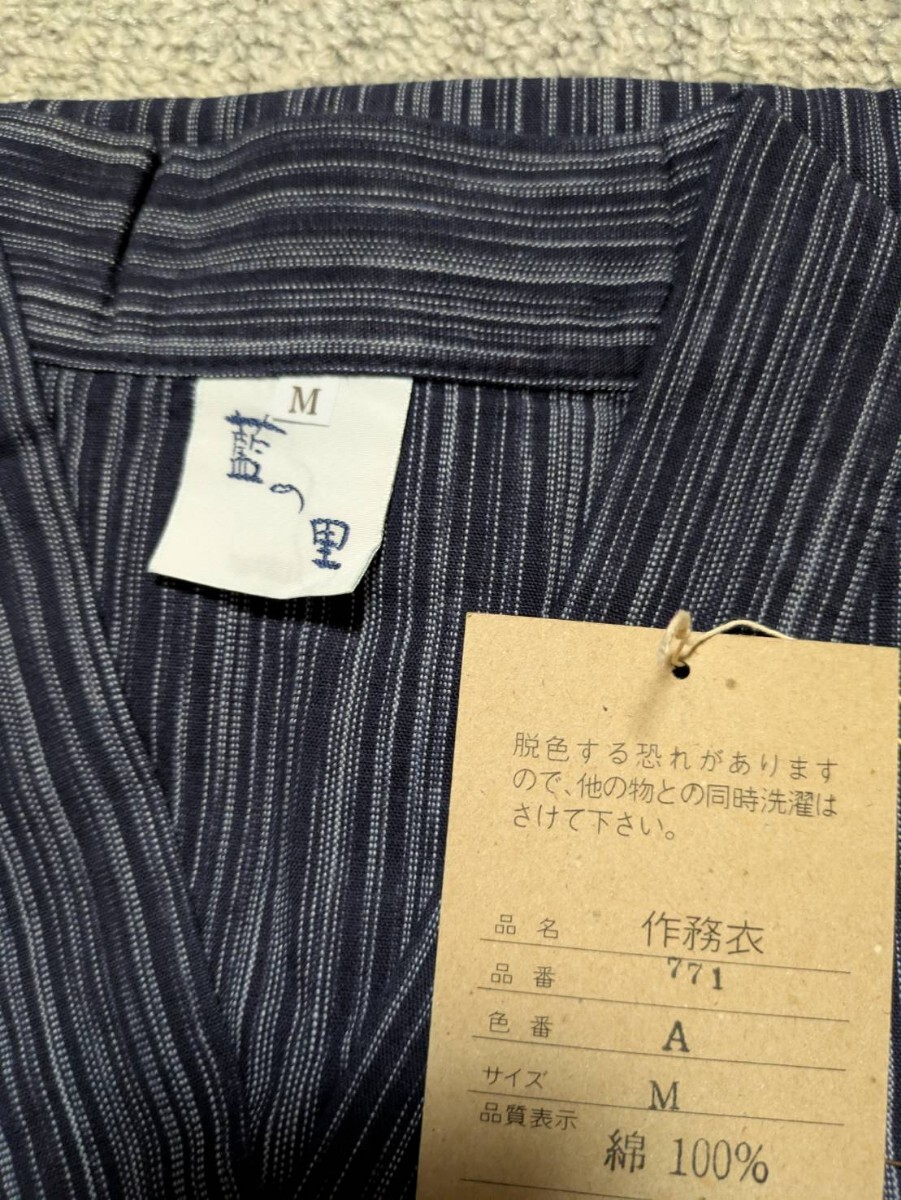 M
藍の里
脱色する恐れがあります
ので、他の物との同時洗濯は
さけて下さい。
品名 作務衣
品番 771
色番 A
サイズ M
品質表示
綿 100%